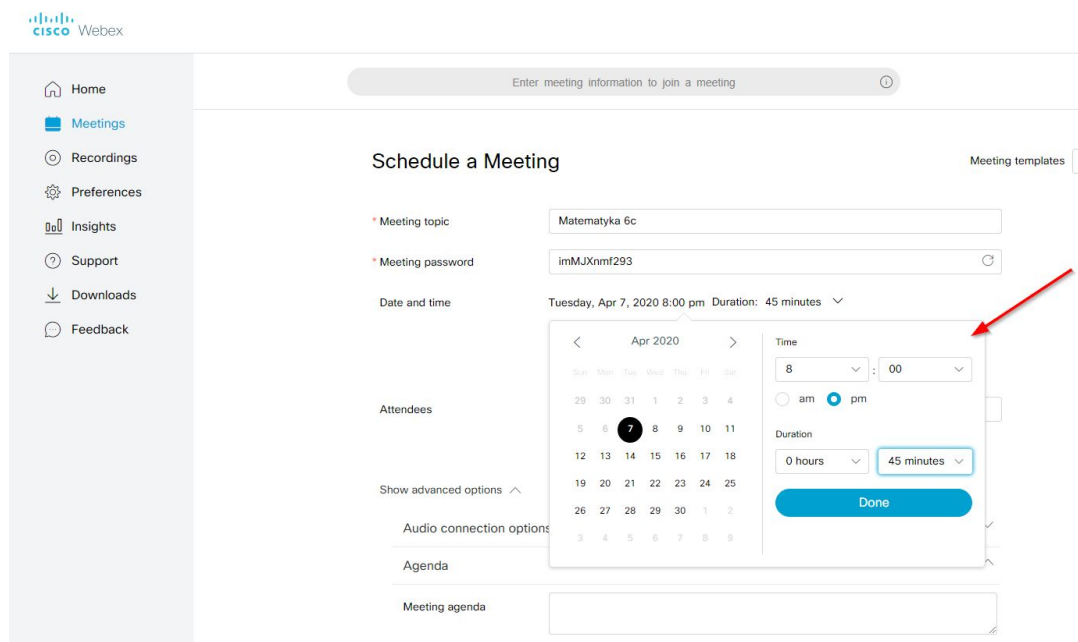 cisco Webex
Enter meeting information to join a meeting
Home
Meetings
Recordings
Preferences
Insights
Support
Downloads
Feedback
Schedule a Meeting
Meeting templates
* Meeting topic
Matematyka 6c
* Meeting password
imMJXnmf293
Date and time
Tuesday, Apr 7, 2020 8:00 pm Duration: 45 minutes
Apr 2020
Sun Mon Tue Wed Thu Fri Sat
29 30 31 1 2 3 4
5 6 7 8 9 10 11
12 13 14 15 16 17 18
19 20 21 22 23 24 25
26 27 28 29 30 1 2
3 4 5 6 7 8 9
Time
8 : 00
am pm
Duration
0 hours 45 minutes
Done
Attendees
Show advanced options
Audio connection options
Agenda
Meeting agenda